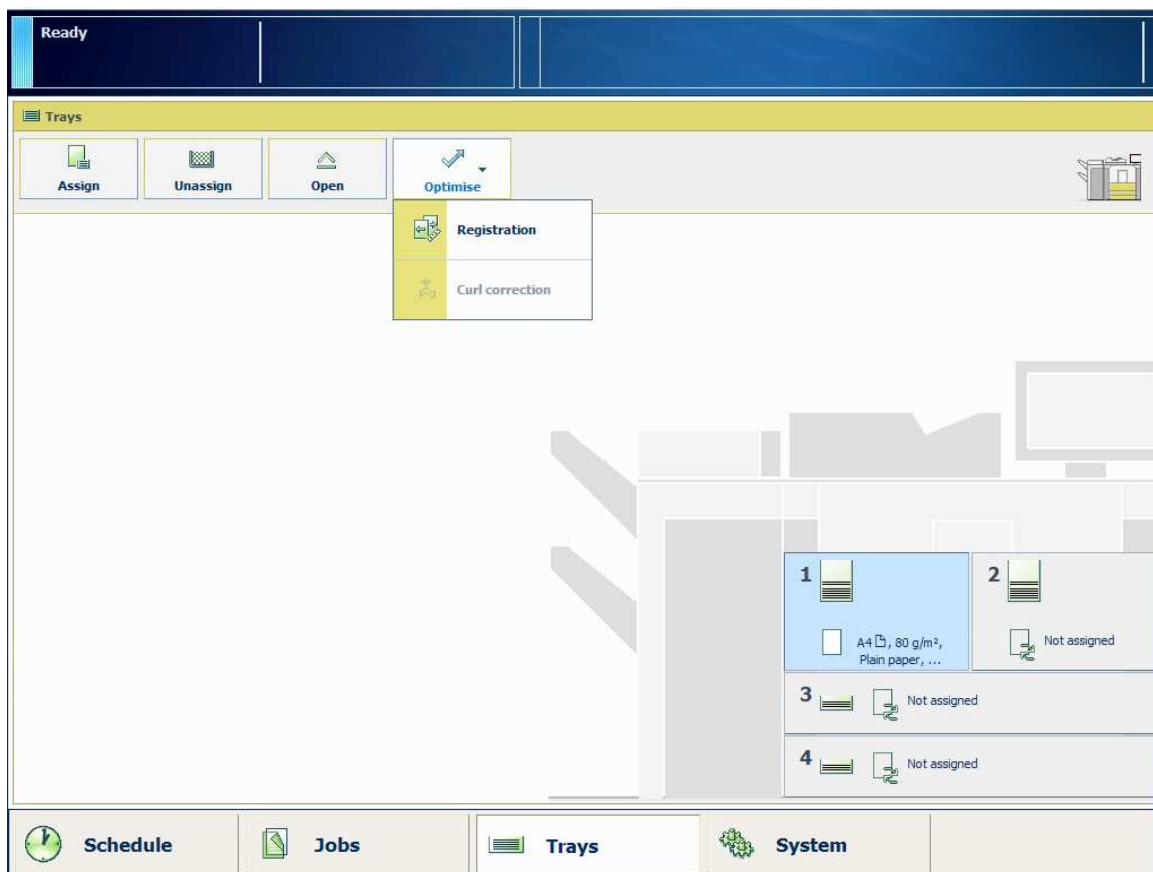 Ready
Trays
Assign
Unassign
Open
Optimise
Registration
Curl correction
1
A4, 80 g/m²,
Plain paper, ...
2
Not assigned
3
Not assigned
4
Not assigned
Schedule
Jobs
Trays
System